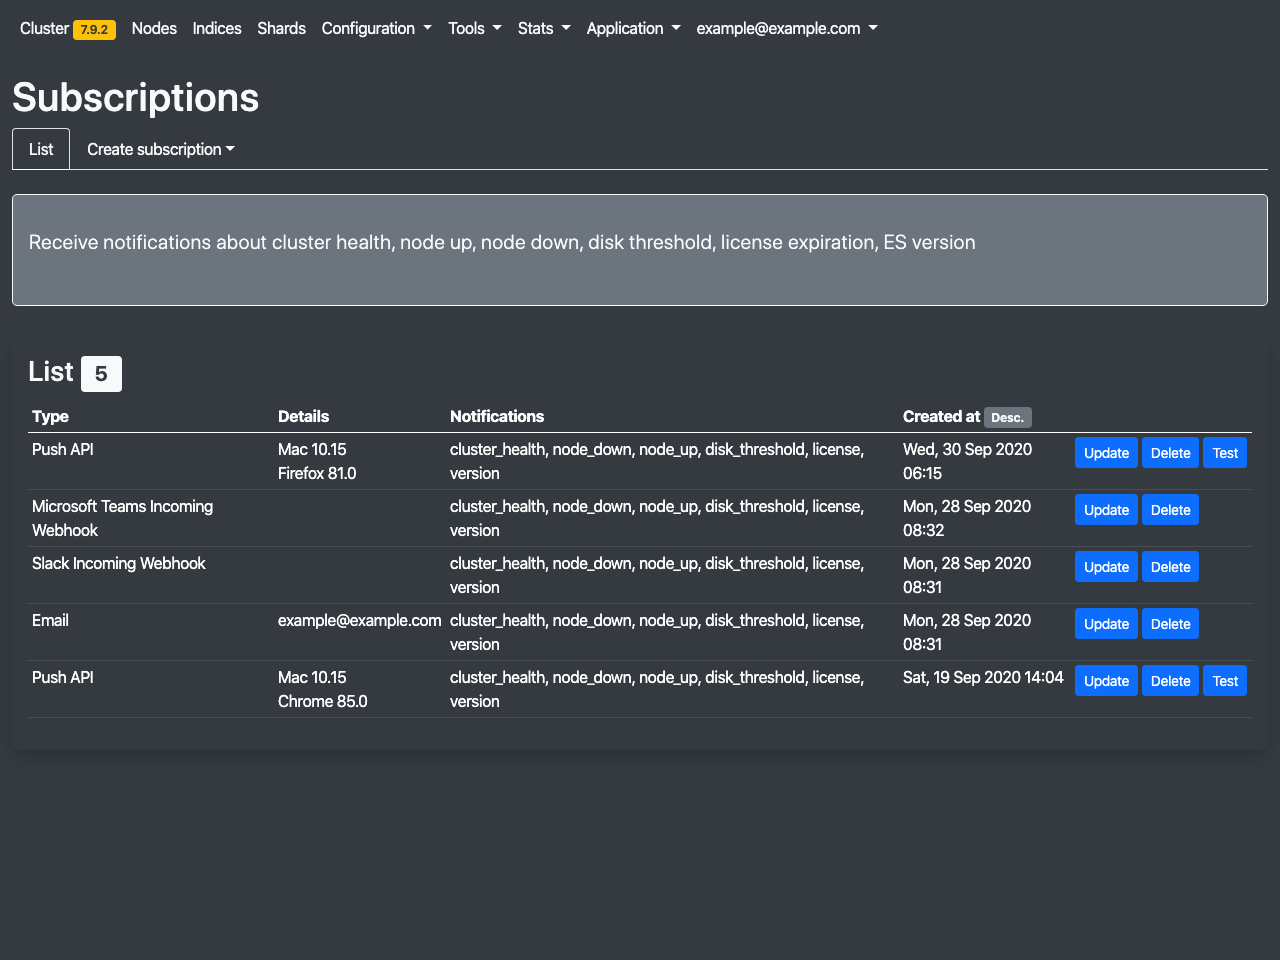 Cluster 7.9.2 Nodes Indices Shards Configuration Tools Stats Application example@example.com
Subscriptions
List Create subscription
Receive notifications about cluster health, node up, node down, disk threshold, license expiration, ES version
List 5
Type Details Notifications Created at Desc.
Push API Mac 10.15 cluster_health, node_down, node_up, disk_threshold, license, Wed, 30 Sep 2020 Update Delete Test
Firefox 81.0 version 06:15
Microsoft Teams Incoming cluster_health, node_down, node_up, disk_threshold, license, Mon, 28 Sep 2020 Update Delete
Webhook version 08:32
Slack Incoming Webhook cluster_health, node_down, node_up, disk_threshold, license, Mon, 28 Sep 2020 Update Delete
version 08:31
Email example@example.com cluster_health, node_down, node_up, disk_threshold, license, Mon, 28 Sep 2020 Update Delete
version 08:31
Push API Mac 10.15 cluster_health, node_down, node_up, disk_threshold, license, Sat, 19 Sep 2020 14:04 Update Delete Test
Chrome 85.0 version